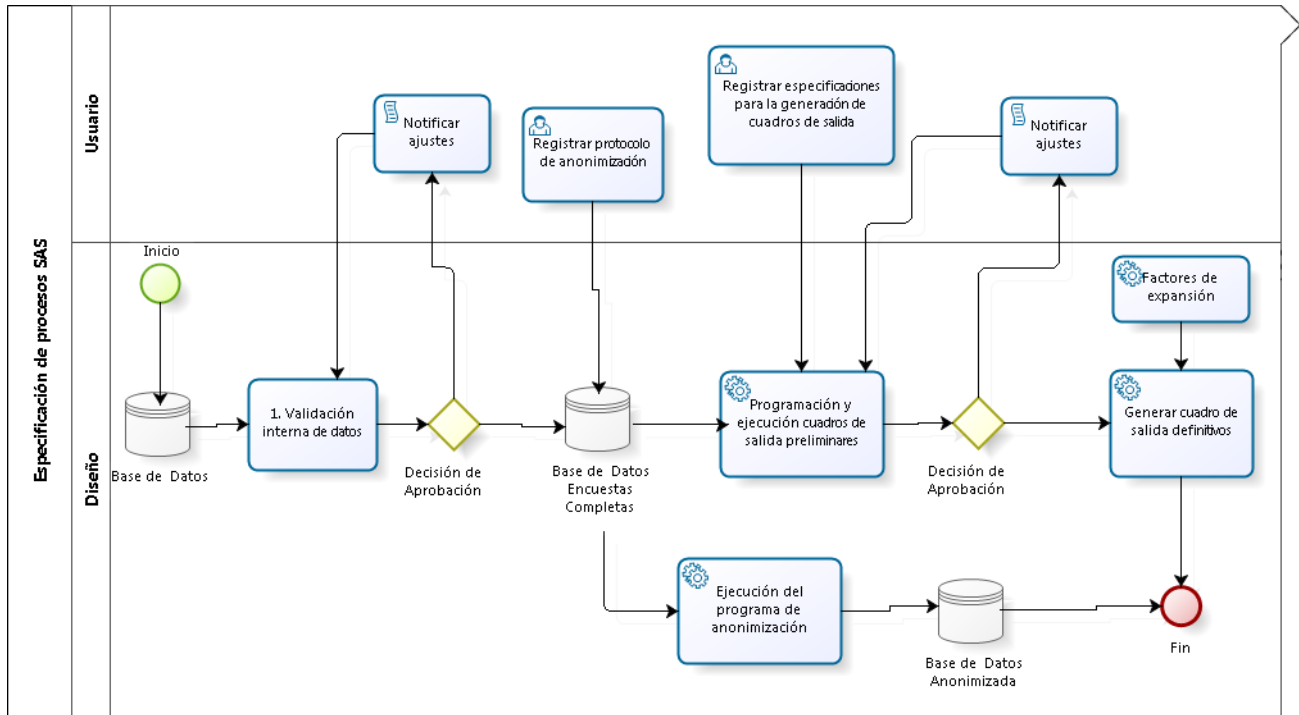 Especificación de procesos SAS
Usuario
Notificar
ajustes
Registrar protocolo
de anonimización
Registrar especificaciones
para la generación de
cuadros de salida
Notificar
ajustes
Diseño
Inicio
Base de Datos
1. Validación
interna de datos
Decisión de
Aprobación
Base de Datos
Encuestas
Completas
Programación y
ejecución cuadros de
salida preliminares
Decisión de
Aprobación
Factores de
expansión
Generar cuadro de
salida definitivos
Ejecución del
programa de
anonimización
Base de Datos
Anonimizada
Fin